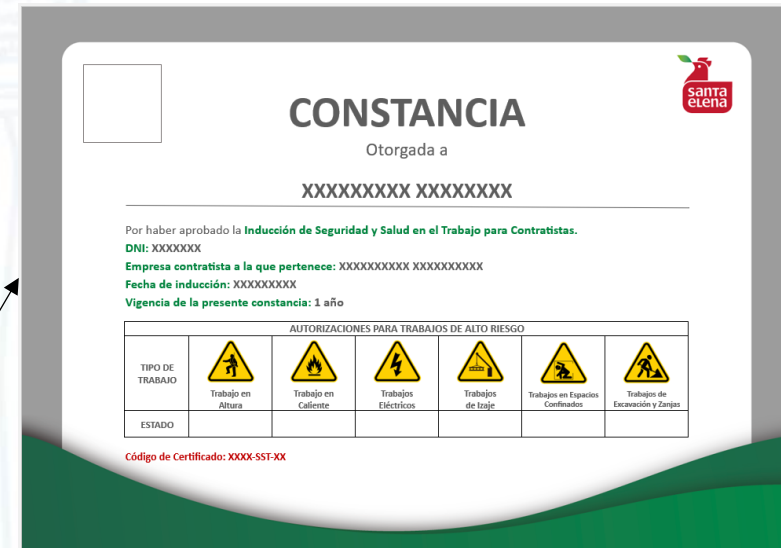 santa
elena
CONSTANCIA
Otorgada a
XXXXXXXXX XXXXXXXX
Por haber aprobado la Inducción de Seguridad y Salud en el Trabajo para Contratistas.
DNI: XXXXXXX
Empresa contratista a la que pertenece: XXXXXXXXXX XXXXXXXXXX
Fecha de inducción: XXXXXXXXX
Vigencia de la presente constancia: 1 año
AUTORIZACIONES PARA TRABAJOS DE ALTO RIESGO
TIPO DE
TRABAJO
Trabajo en
Altura
Trabajo en
Caliente
Trabajos
Eléctricos
Trabajos
de Izaje
Trabajos en Espacios
Confinados
Trabajos de
Excavación y Zanjas
ESTADO
Código de Certificado: XXXX-SST-XX